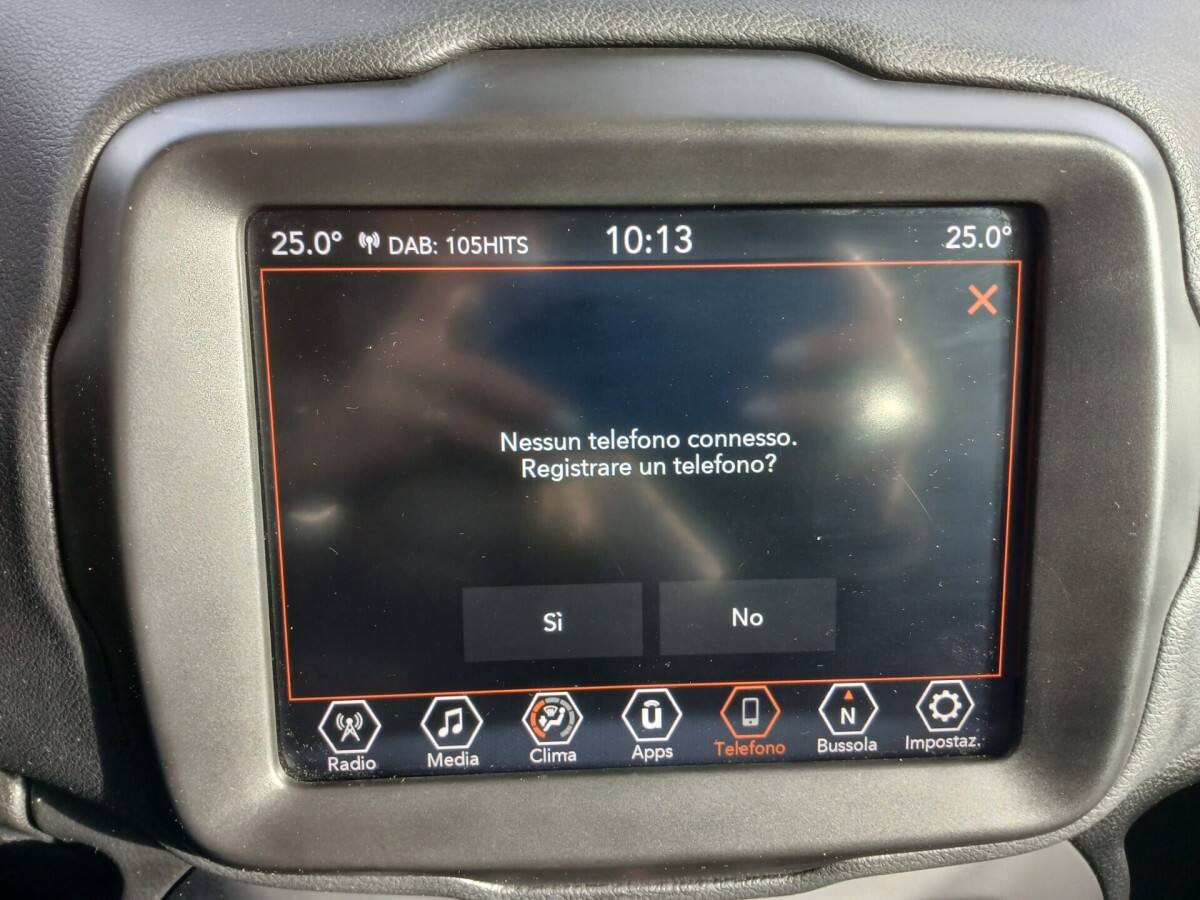 25.0° DAB: 105HITS 10:13 25.0°
Nessun telefono connesso.
Registrare un telefono?
Sì No
N
Radio Media Clima Apps Telefono Bussola Impostaz.